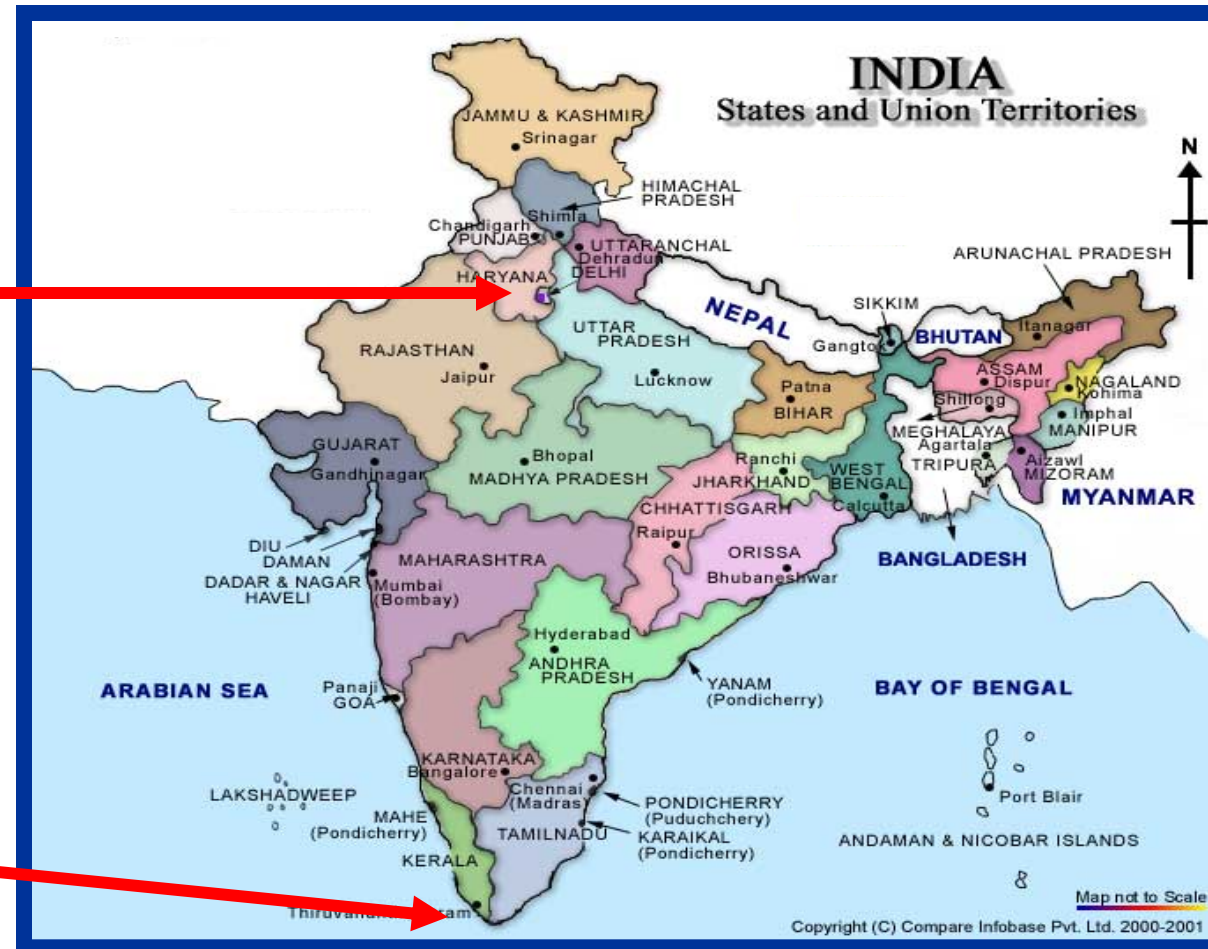 INDIA
States and Union Territories
N
JAMMU & KASHMIR
Srinagar
HIMACHAL
PRADESH
Shimla
Chandigarh
PUNJAB
UTTARANCHAL
Dehradun
DELHI
HARYANA
ARUNACHAL PRADESH
NEPAL
SIKKIM
Gangtok
BHUTAN
Itanagar
UTTAR
PRADESH
Lucknow
RAJASTHAN
Jaipur
Patna
BIHAR
ASSAM
Dispur
NAGALAND
Kohima
Shillong
MEGHALAYA
Imphal
MANIPUR
Agartala
TRIPURA
Aizawl
MIZORAM
MYANMAR
GUJARAT
Gandhinagar
Bhopal
MADHYA PRADESH
Ranchi
JHARKHAND
WEST
BENGAL
Calcutta
CHHATTISGARH
Raipur
ORISSA
Bhubaneshwar
BANGLADESH
DIU
DAMAN
DADAR & NAGAR
HAVELI
MAHARASHTRA
Mumbai
(Bombay)
Hyderabad
ANDHRA
PRADESH
YANAM
(Pondicherry)
ARABIAN SEA
Panaji
GOA
BAY OF BENGAL
KARNATAKA
Bangalore
LAKSHADWEEP
MAHE
(Pondicherry)
Chennai
(Madras)
PONDICHERRY
(Puduchchery)
KARAIKAL
(Pondicherry)
TAMILNADU
KERALA
Port Blair
ANDAMAN & NICOBAR ISLANDS
Map not to Scale
Copyright (C) Compare Infobase Pvt. Ltd. 2000-2001